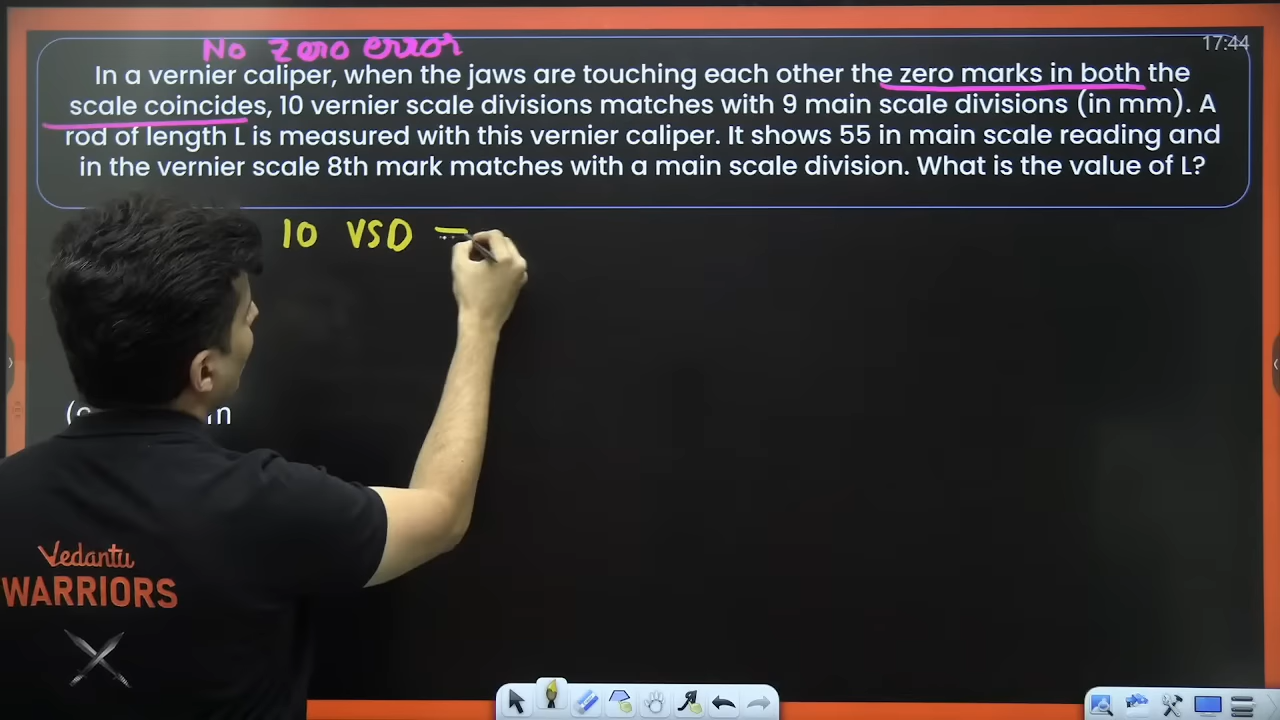 No zero error
17:44
In a vernier caliper, when the jaws are touching each other the zero marks in both the
scale coincides, 10 vernier scale divisions matches with 9 main scale divisions (in mm). A
rod of length L is measured with this vernier caliper. It shows 55 in main scale reading and
in the vernier scale 8th mark matches with a main scale division. What is the value of L?
10 VSD =
Vedantu
WARRIORS